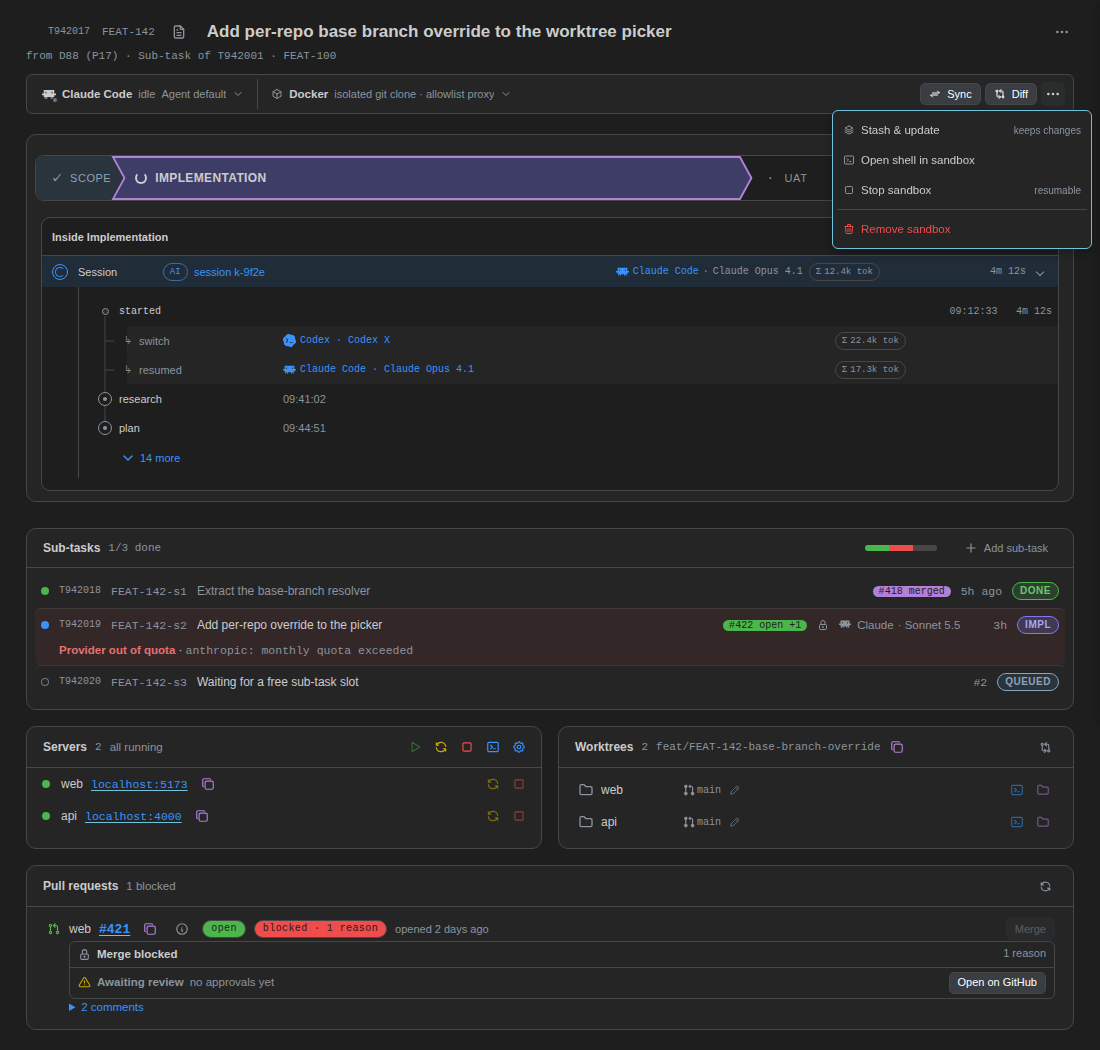 T942017 FEAT-142 Add per-repo base branch override to the worktree picker
from D88 (P17) · Sub-task of T942001 · FEAT-100
Claude Code idle Agent default Docker isolated git clone · allowlist proxy Sync Diff
Stash & update keeps changes
Open shell in sandbox
Stop sandbox resumable
Remove sandbox
SCOPE IMPLEMENTATION · UAT
Inside Implementation
Session AI session k-9f2e Claude Code · Claude Opus 4.1 Σ 12.4k tok 4m 12s
started 09:12:33 4m 12s
↳ switch Codex · Codex X Σ 22.4k tok
↳ resumed Claude Code · Claude Opus 4.1 Σ 17.3k tok
research 09:41:02
plan 09:44:51
14 more
Sub-tasks 1/3 done Add sub-task
T942018 FEAT-142-s1 Extract the base-branch resolver #418 merged 5h ago DONE
T942019 FEAT-142-s2 Add per-repo override to the picker #422 open +1 Claude · Sonnet 5.5 3h IMPL
Provider out of quota · anthropic: monthly quota exceeded
T942020 FEAT-142-s3 Waiting for a free sub-task slot #2 QUEUED
Servers 2 all running
web localhost:5173
api localhost:4000
Worktrees 2 feat/FEAT-142-base-branch-override
web main
api main
Pull requests 1 blocked
web #421 open blocked · 1 reason opened 2 days ago Merge
Merge blocked 1 reason
Awaiting review no approvals yet Open on GitHub
2 comments